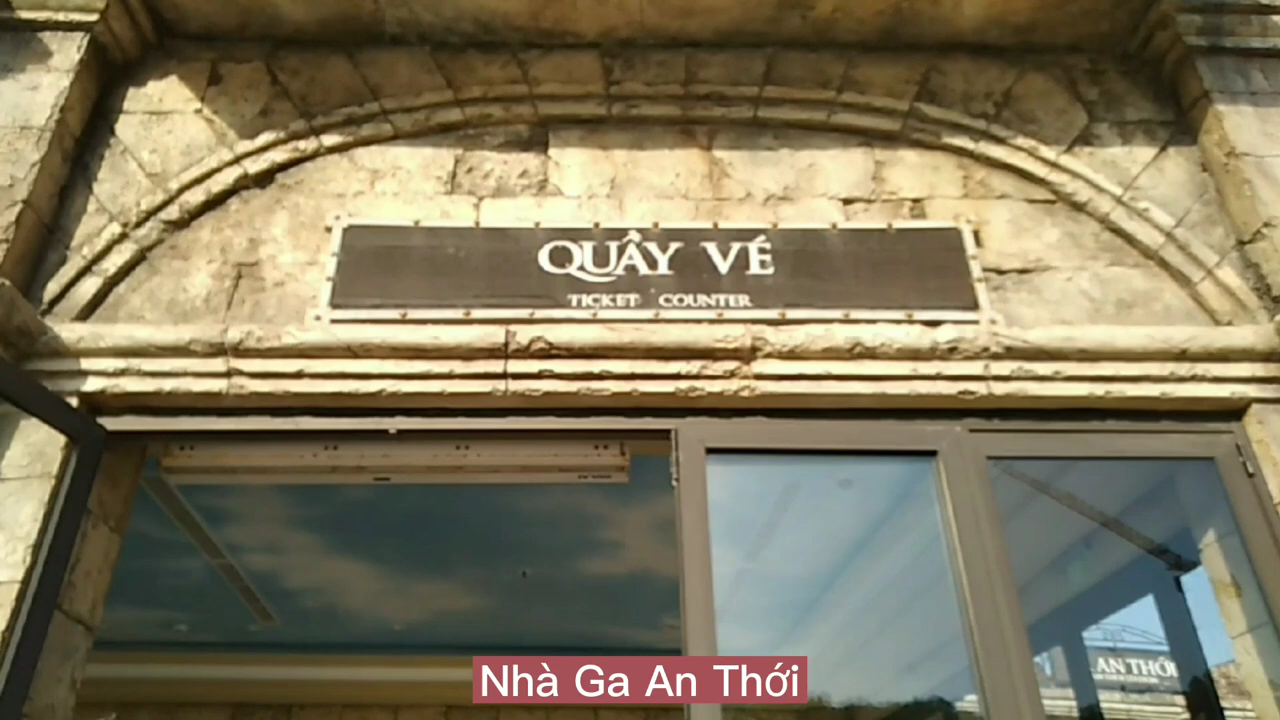 QUẦY VÉ
TICKET COUNTER
AN THỚI
Nhà Ga An Thới